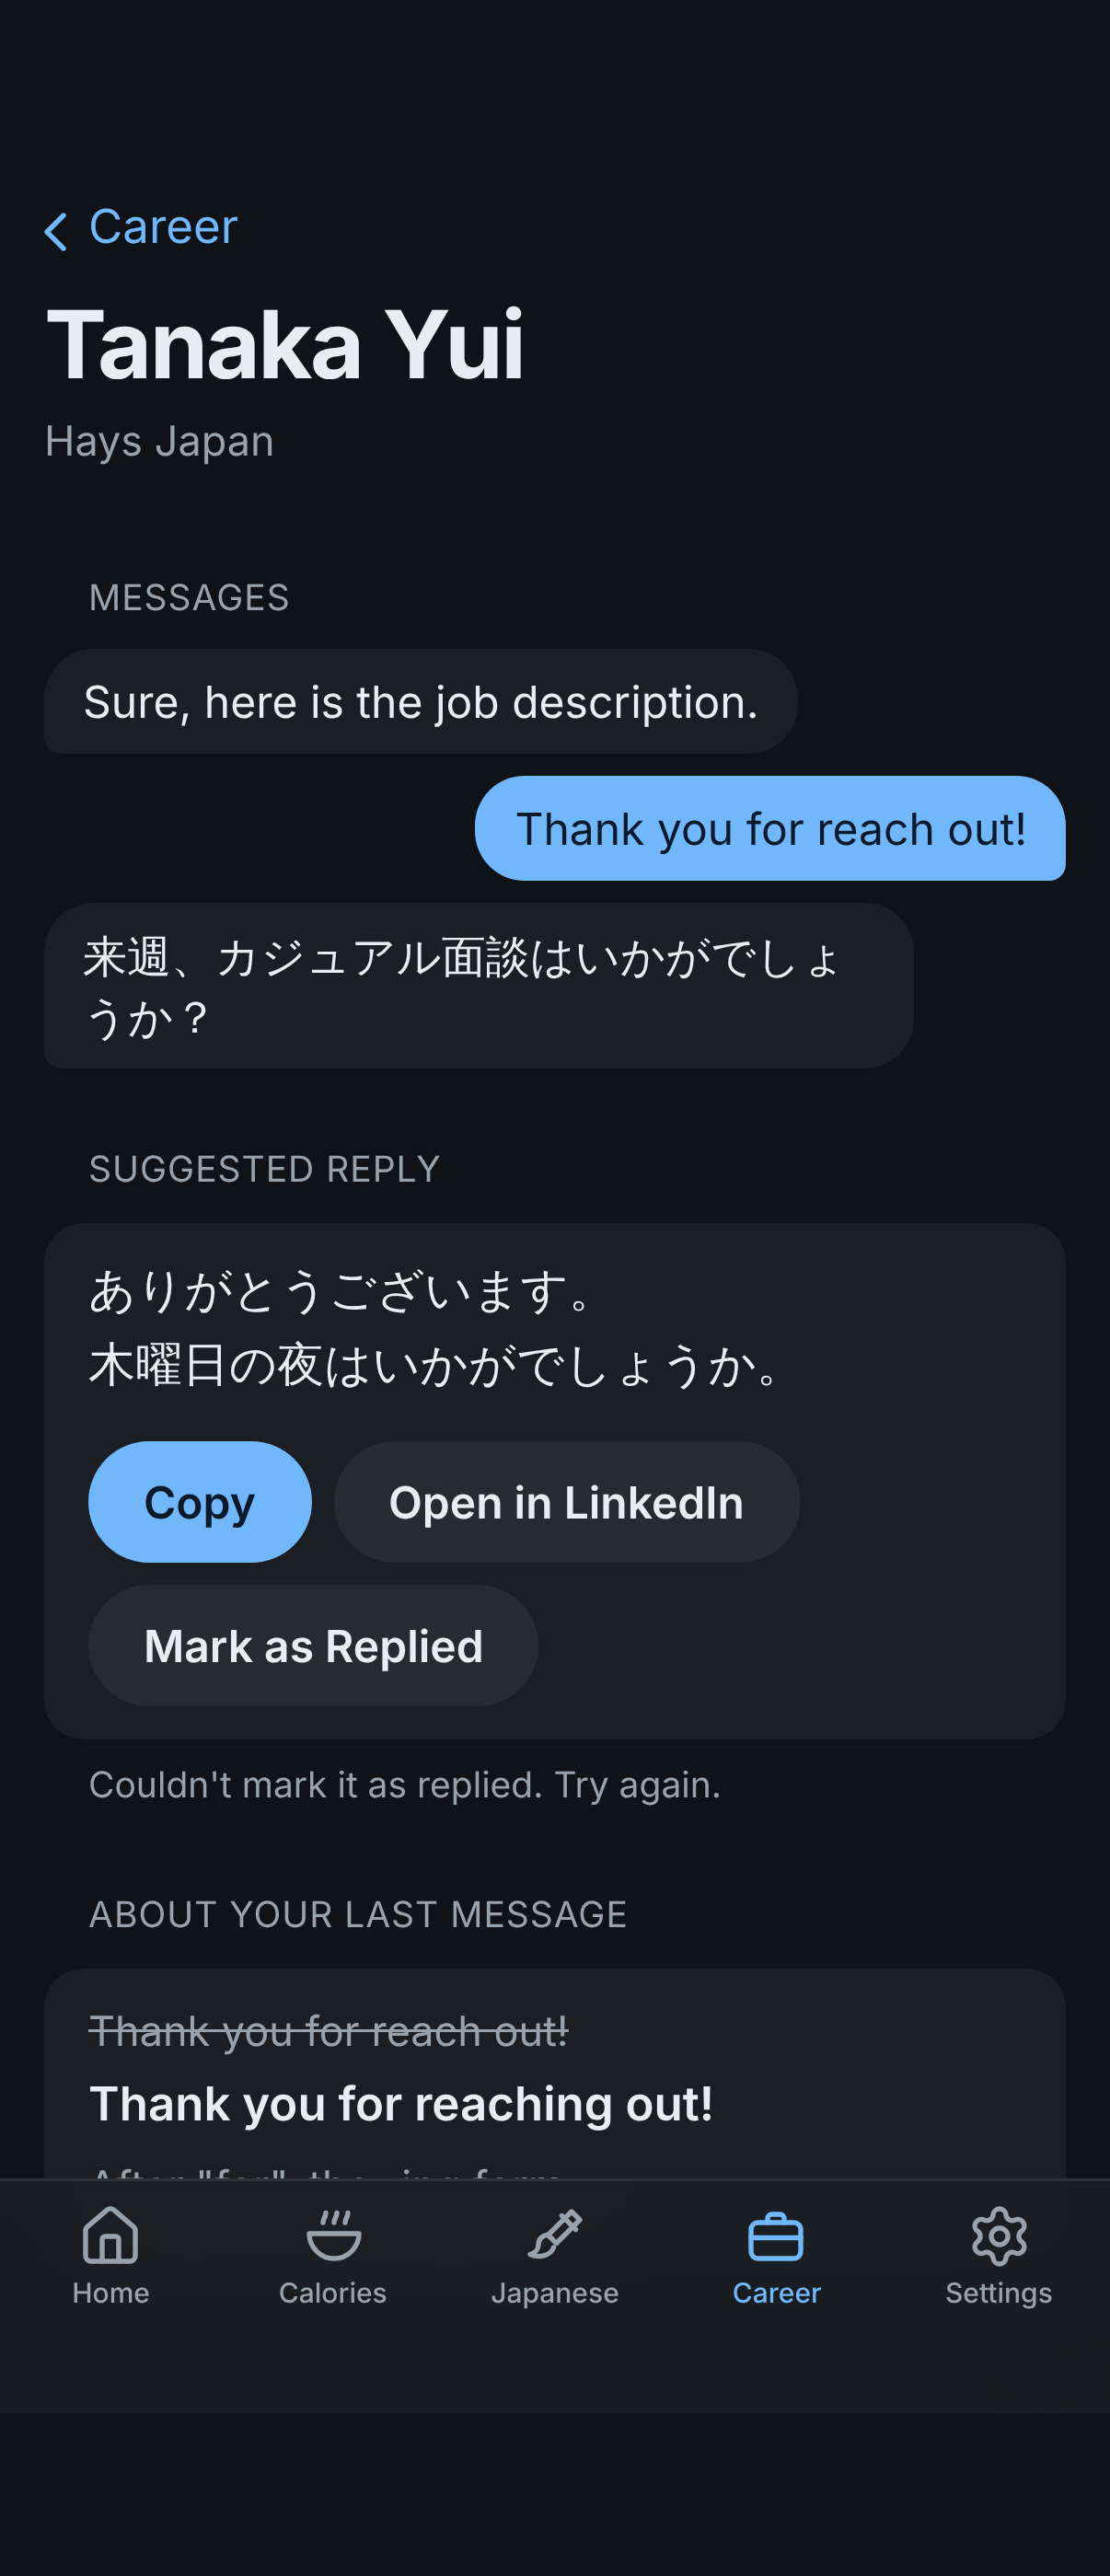 Career
Tanaka Yui
Hays Japan
MESSAGES
Sure, here is the job description.
Thank you for reach out!
来週、カジュアル面談はいかがでしょ
うか？
SUGGESTED REPLY
ありがとうございます。
木曜日の夜はいかがでしょうか。
Copy
Open in LinkedIn
Mark as Replied
Couldn't mark it as replied. Try again.
ABOUT YOUR LAST MESSAGE
Thank you for reach out!
Thank you for reaching out!
Home
Calories
Japanese
Career
Settings